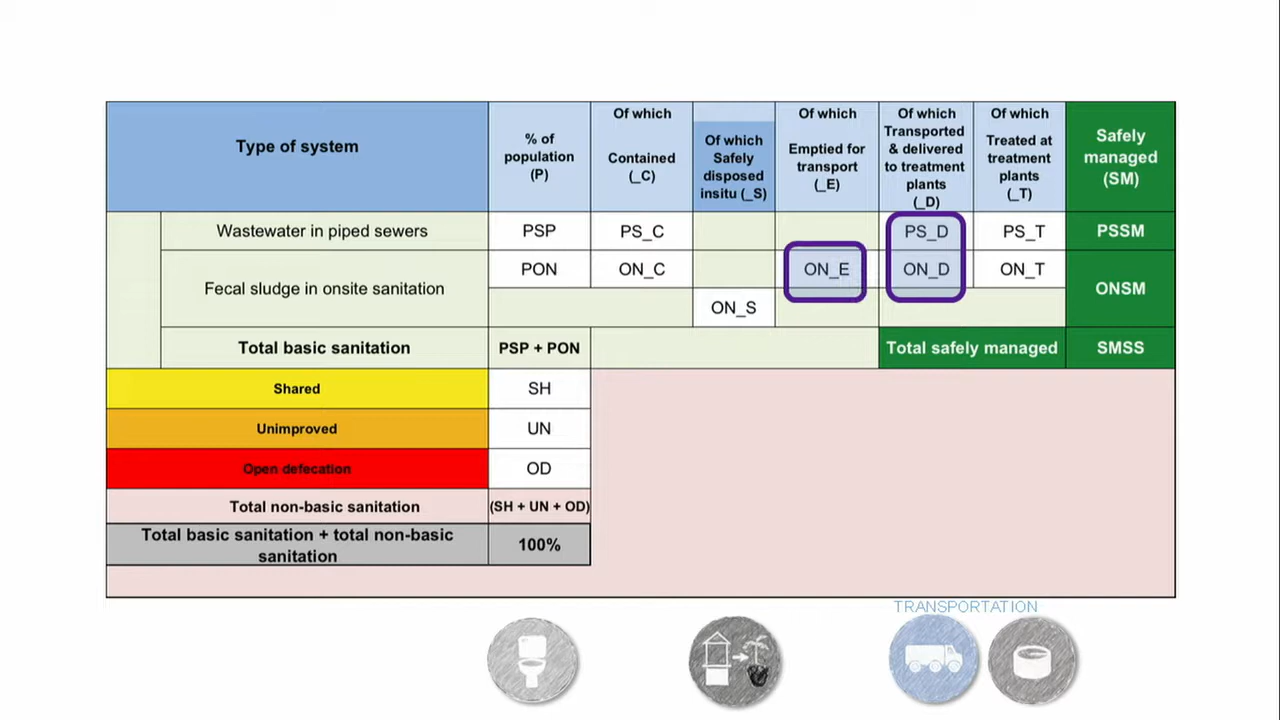 Type of system
% of
population
(P)
Of which
Contained
(_C)
Of which
Safely
disposed
insitu (_S)
Of which
Emptied for
transport
(_E)
Of which
Transported
& delivered
to treatment
plants
(_D)
Of which
Treated at
treatment
plants
(_T)
Safely
managed
(SM)
Wastewater in piped sewers
PSP
PS_C
PS_D
PS_T
PSSM
Fecal sludge in onsite sanitation
PON
ON_C
ON_E
ON_D
ON_T
ONSM
ON_S
Total basic sanitation
PSP + PON
Total safely managed
SMSS
Shared
SH
Unimproved
UN
Open defecation
OD
Total non-basic sanitation
(SH + UN + OD)
Total basic sanitation + total non-basic
sanitation
100%
TRANSPORTATION